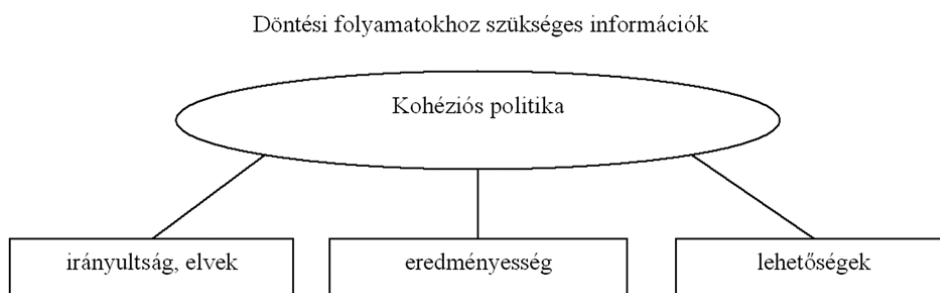 Döntési folyamatokhoz szükséges információk
Kohéziós politika
irányultság, elvek
eredményesség
lehetőségek